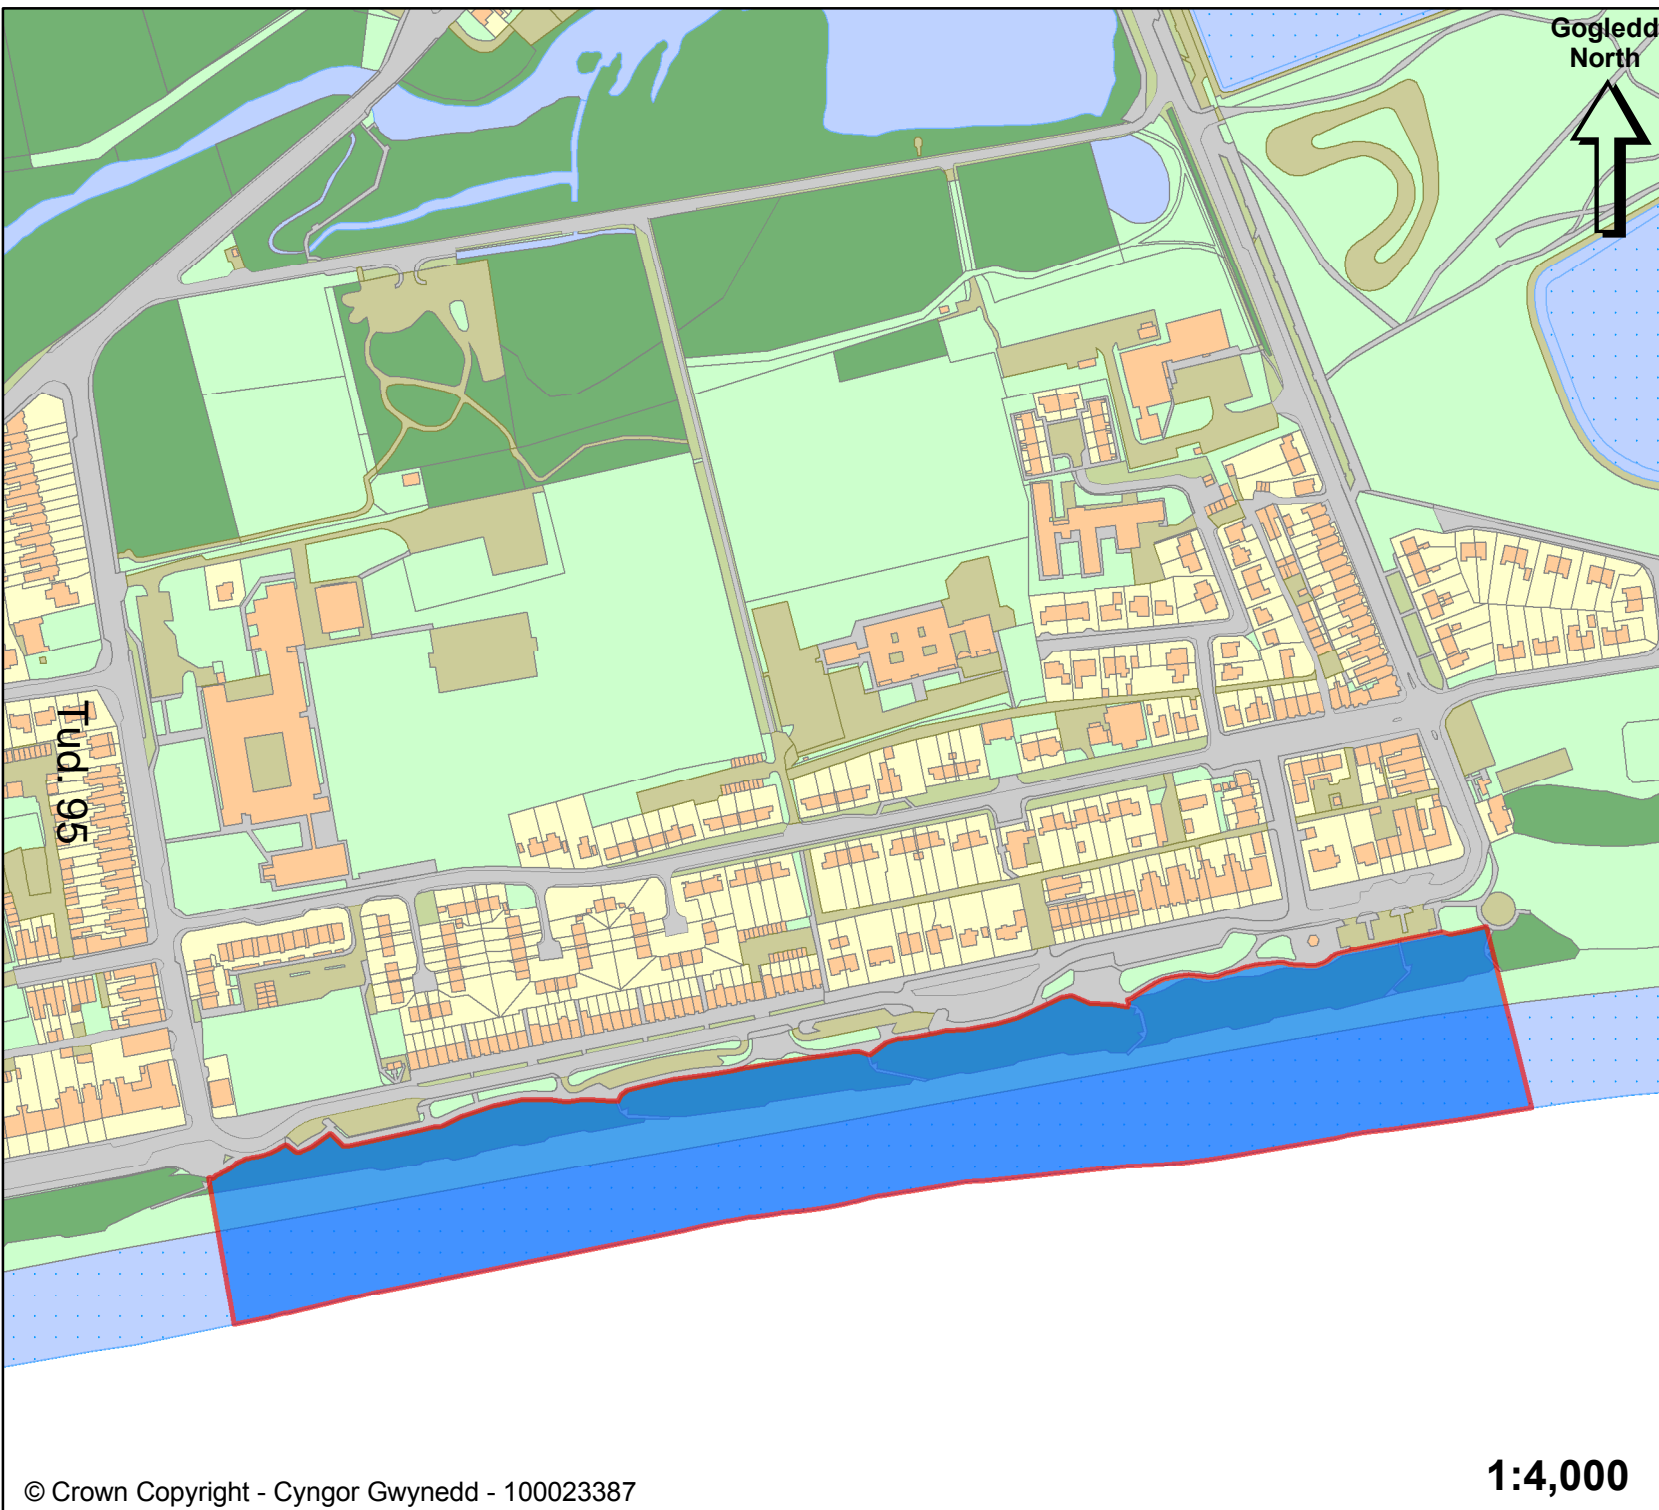 Gogledd
North
Tud. 95
© Crown Copyright - Cyngor Gwynedd - 100023387
1:4,000